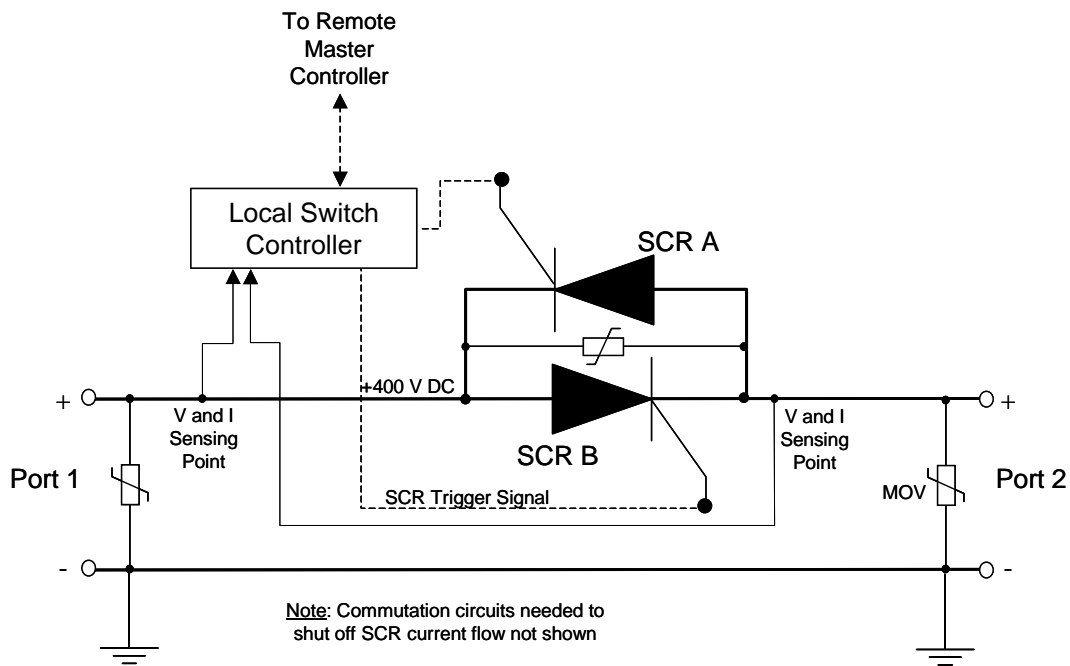 To Remote
Master
Controller
Local Switch
Controller
SCR A
+400 V DC
+
+
V and I
Sensing
Point
V and I
Sensing
Point
SCR B
Port 1
MOV
Port 2
SCR Trigger Signal
-
-
Note: Commutation circuits needed to
shut off SCR current flow not shown